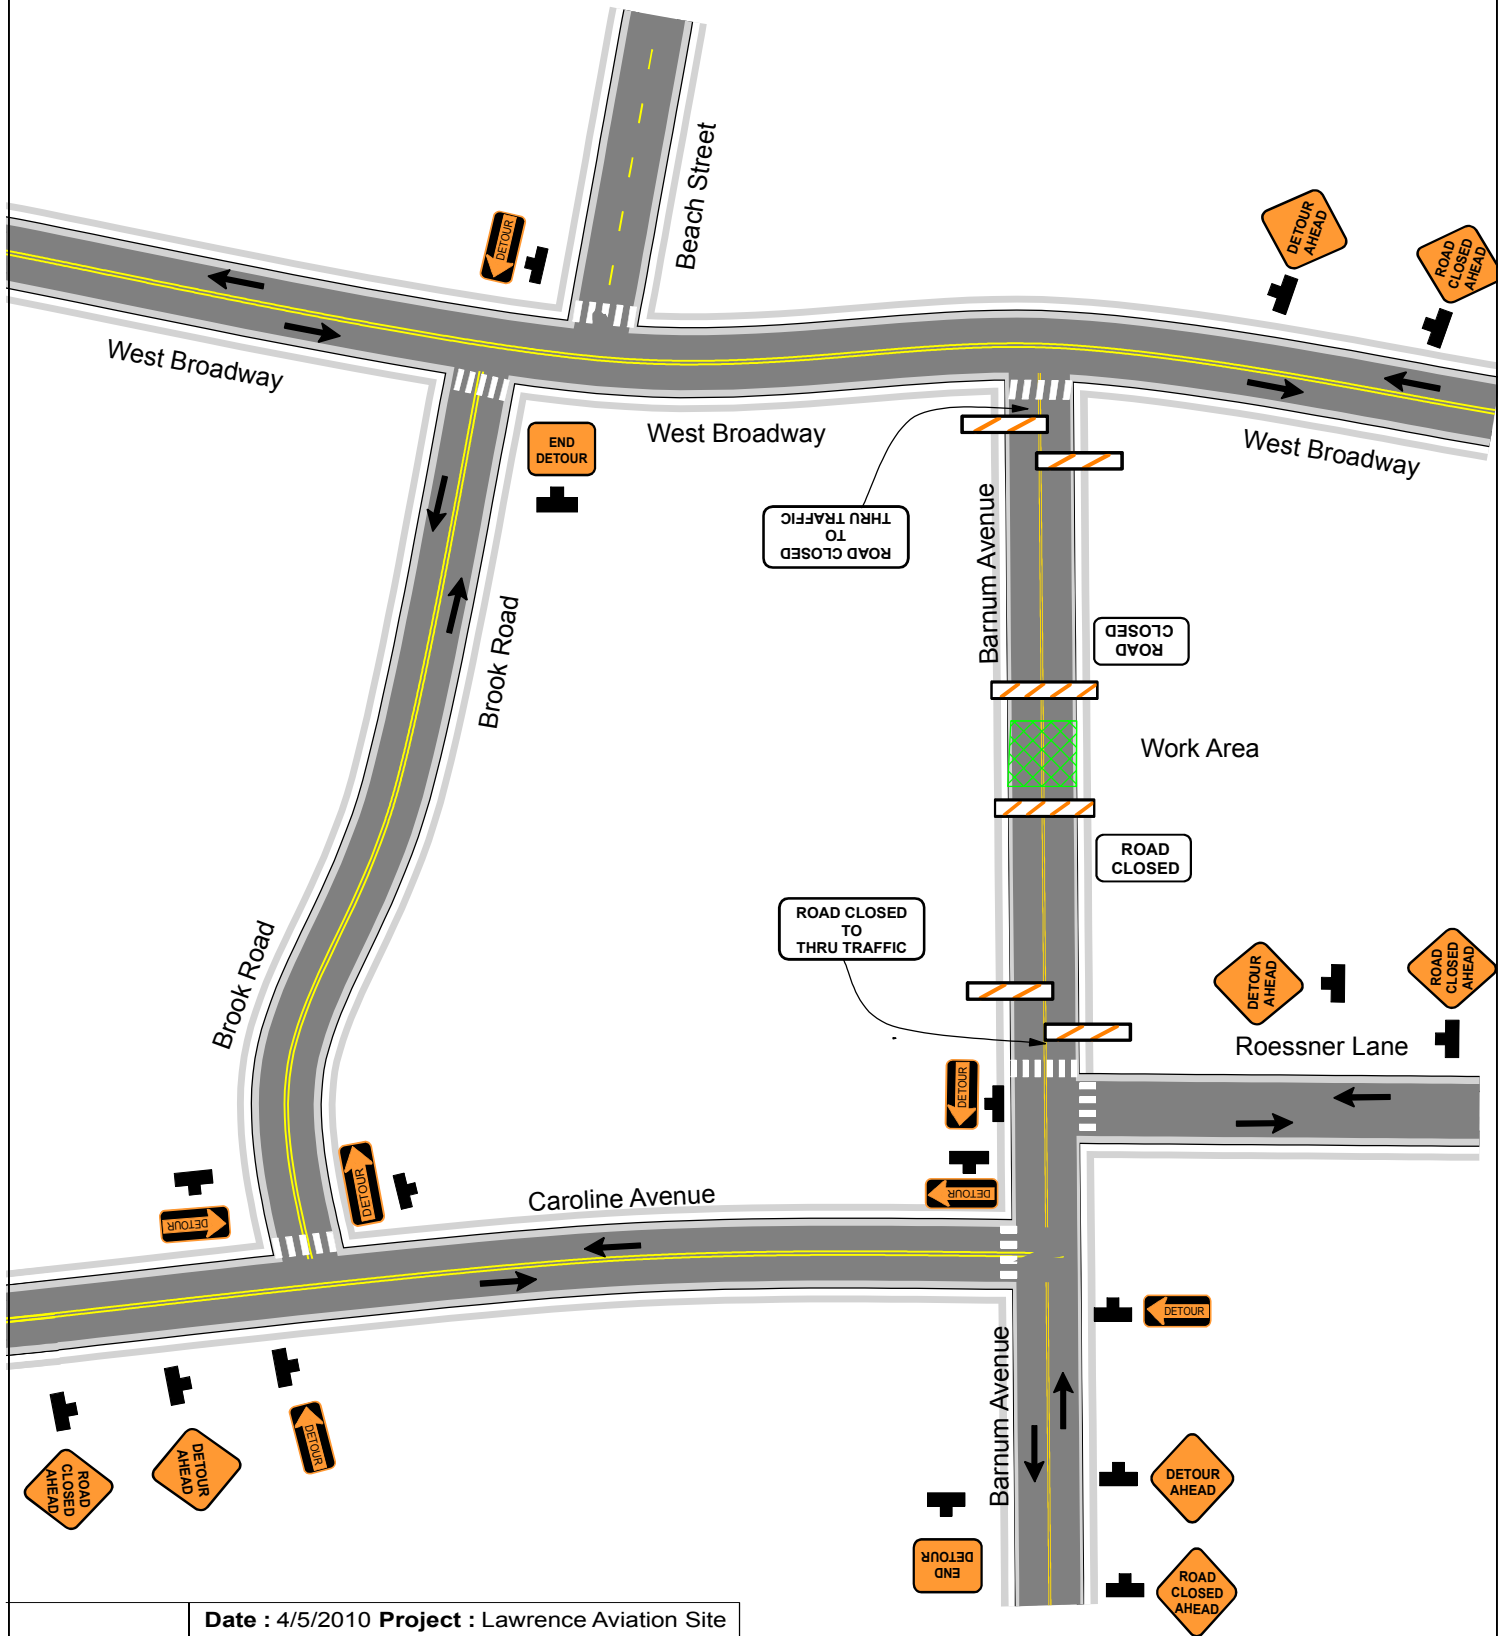 Beach Street
DETOUR
DETOUR
AHEAD
ROAD
CLOSED
AHEAD
West Broadway
West Broadway
West Broadway
END
DETOUR
ROAD CLOSED
TO
THRU TRAFFIC
Barnum Avenue
Brook Road
ROAD
CLOSED
Work Area
ROAD
CLOSED
ROAD CLOSED
TO
THRU TRAFFIC
Brook Road
DETOUR
AHEAD
ROAD
CLOSED
AHEAD
Roessner Lane
DETOUR
DETOUR
DETOUR
Caroline Avenue
DETOUR
DETOUR
Barnum Avenue
DETOUR
DETOUR
AHEAD
ROAD
CLOSED
AHEAD
DETOUR
AHEAD
END
DETOUR
ROAD
CLOSED
AHEAD
Date : 4/5/2010 Project : Lawrence Aviation Site